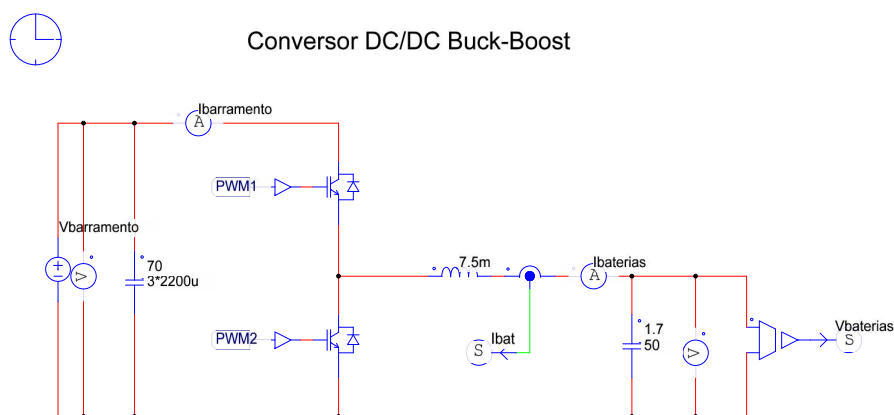 Conversor DC/DC Buck-Boost
Ibarramento
A
PWM1
Vbarramento
V
70
3*2200u
7.5m
Ibaterias
A
PWM2
Ibat
S
1.7
50
V
Vbaterias
S